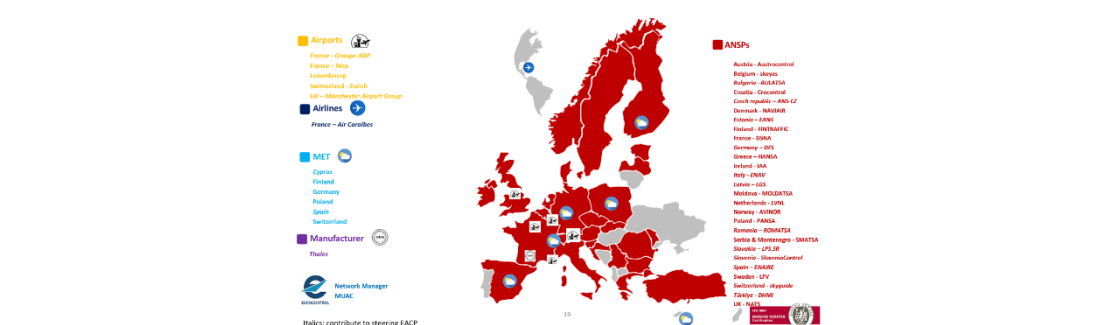 Airports
France - Groupe ADP
France – Nice
Luxembourg
Switzerland - Zurich
UK – Manchester Airport Group
Airlines
France – Air Caraïbes
MET
Cyprus
Finland
Germany
Poland
Spain
Switzerland
Manufacturer
Thales
EUROCONTROL
Network Manager
MUAC
Italics: contribute to steering EACP
19
ANSPs
Austria - Austrocontrol
Belgium - skeyes
Bulgaria - BULATSA
Croatia - Crocontrol
Czech republic – ANS-CZ
Denmark - NAVIAIR
Estonia – EANS
Finland - FINTRAFFIC
France - DSNA
Germany – DFS
Greece – HANSA
Ireland - IAA
Italy - ENAV
Latvia – LGS
Moldova - MOLDATSA
Netherlands - LVNL
Norway - AVINOR
Poland - PANSA
Romania – ROMATSA
Serbia & Montenegro - SMATSA
Slovakia – LPS.SR
Slovenia - SloveniaControl
Spain – ENAIRE
Sweden - LFV
Switzerland - skyguide
Türkiye - DHMI
UK - NATS
BUREAU VERITAS
Certification